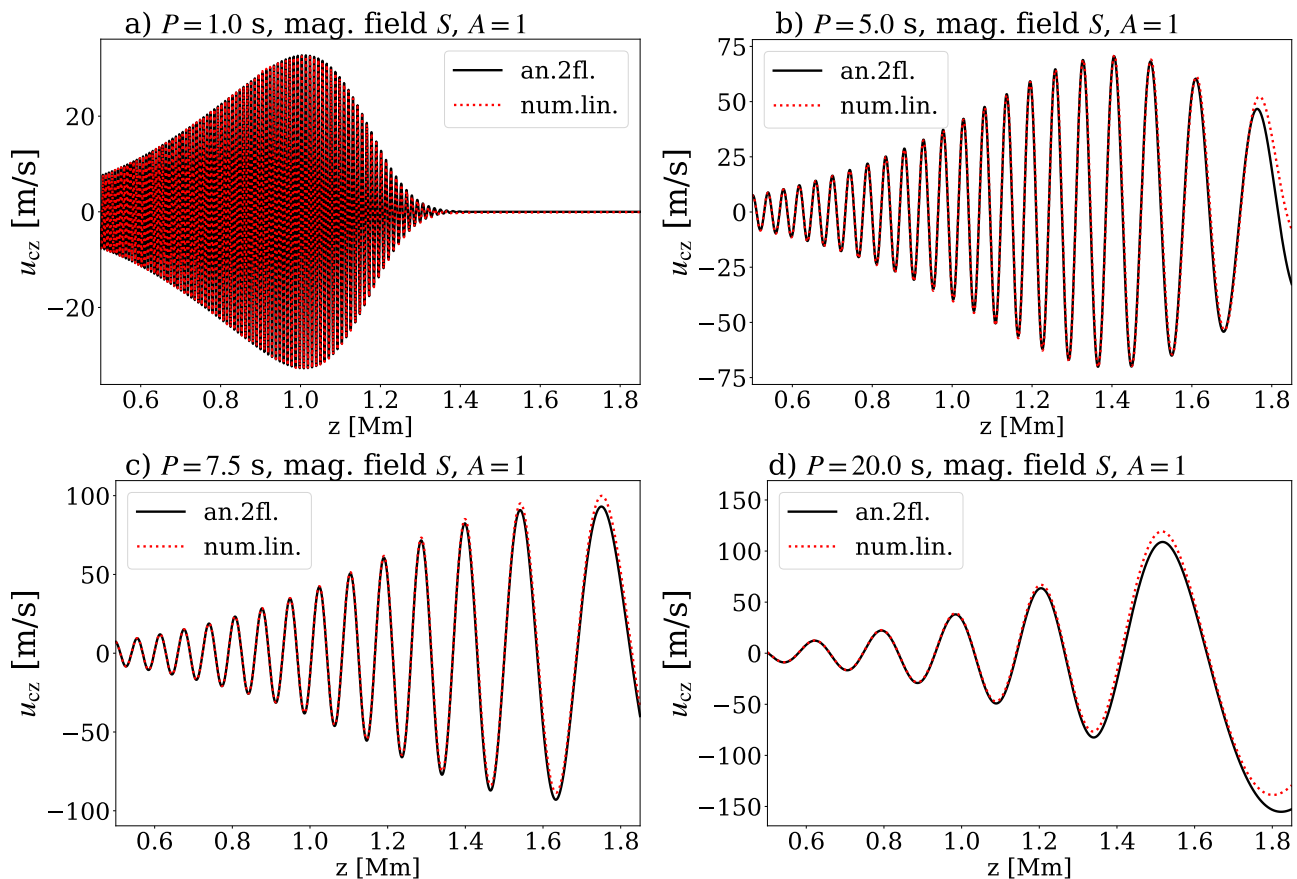 a) P=1.0 s, mag. field S, A=1
an.2fl.
num.lin.
20
0
−20
u_cz [m/s]
0.6 0.8 1.0 1.2 1.4 1.6 1.8
z [Mm]
b) P=5.0 s, mag. field S, A=1
an.2fl.
num.lin.
75
50
25
0
−25
−50
−75
u_cz [m/s]
0.6 0.8 1.0 1.2 1.4 1.6 1.8
z [Mm]
c) P=7.5 s, mag. field S, A=1
an.2fl.
num.lin.
100
50
0
−50
−100
u_cz [m/s]
0.6 0.8 1.0 1.2 1.4 1.6 1.8
z [Mm]
d) P=20.0 s, mag. field S, A=1
an.2fl.
num.lin.
150
100
50
0
−50
−100
−150
u_cz [m/s]
0.6 0.8 1.0 1.2 1.4 1.6 1.8
z [Mm]